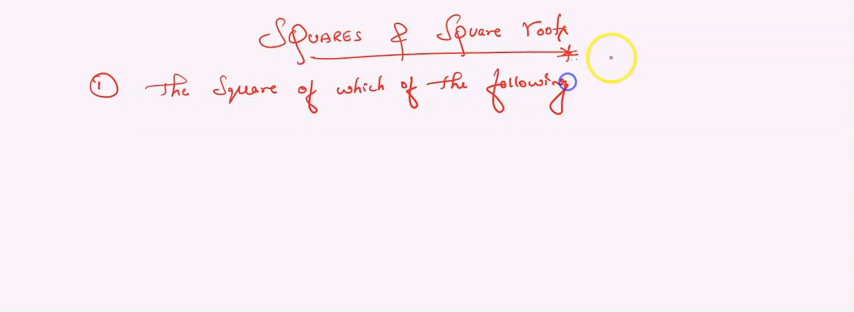 SQUARES & Square roots
① The Square of which of the following